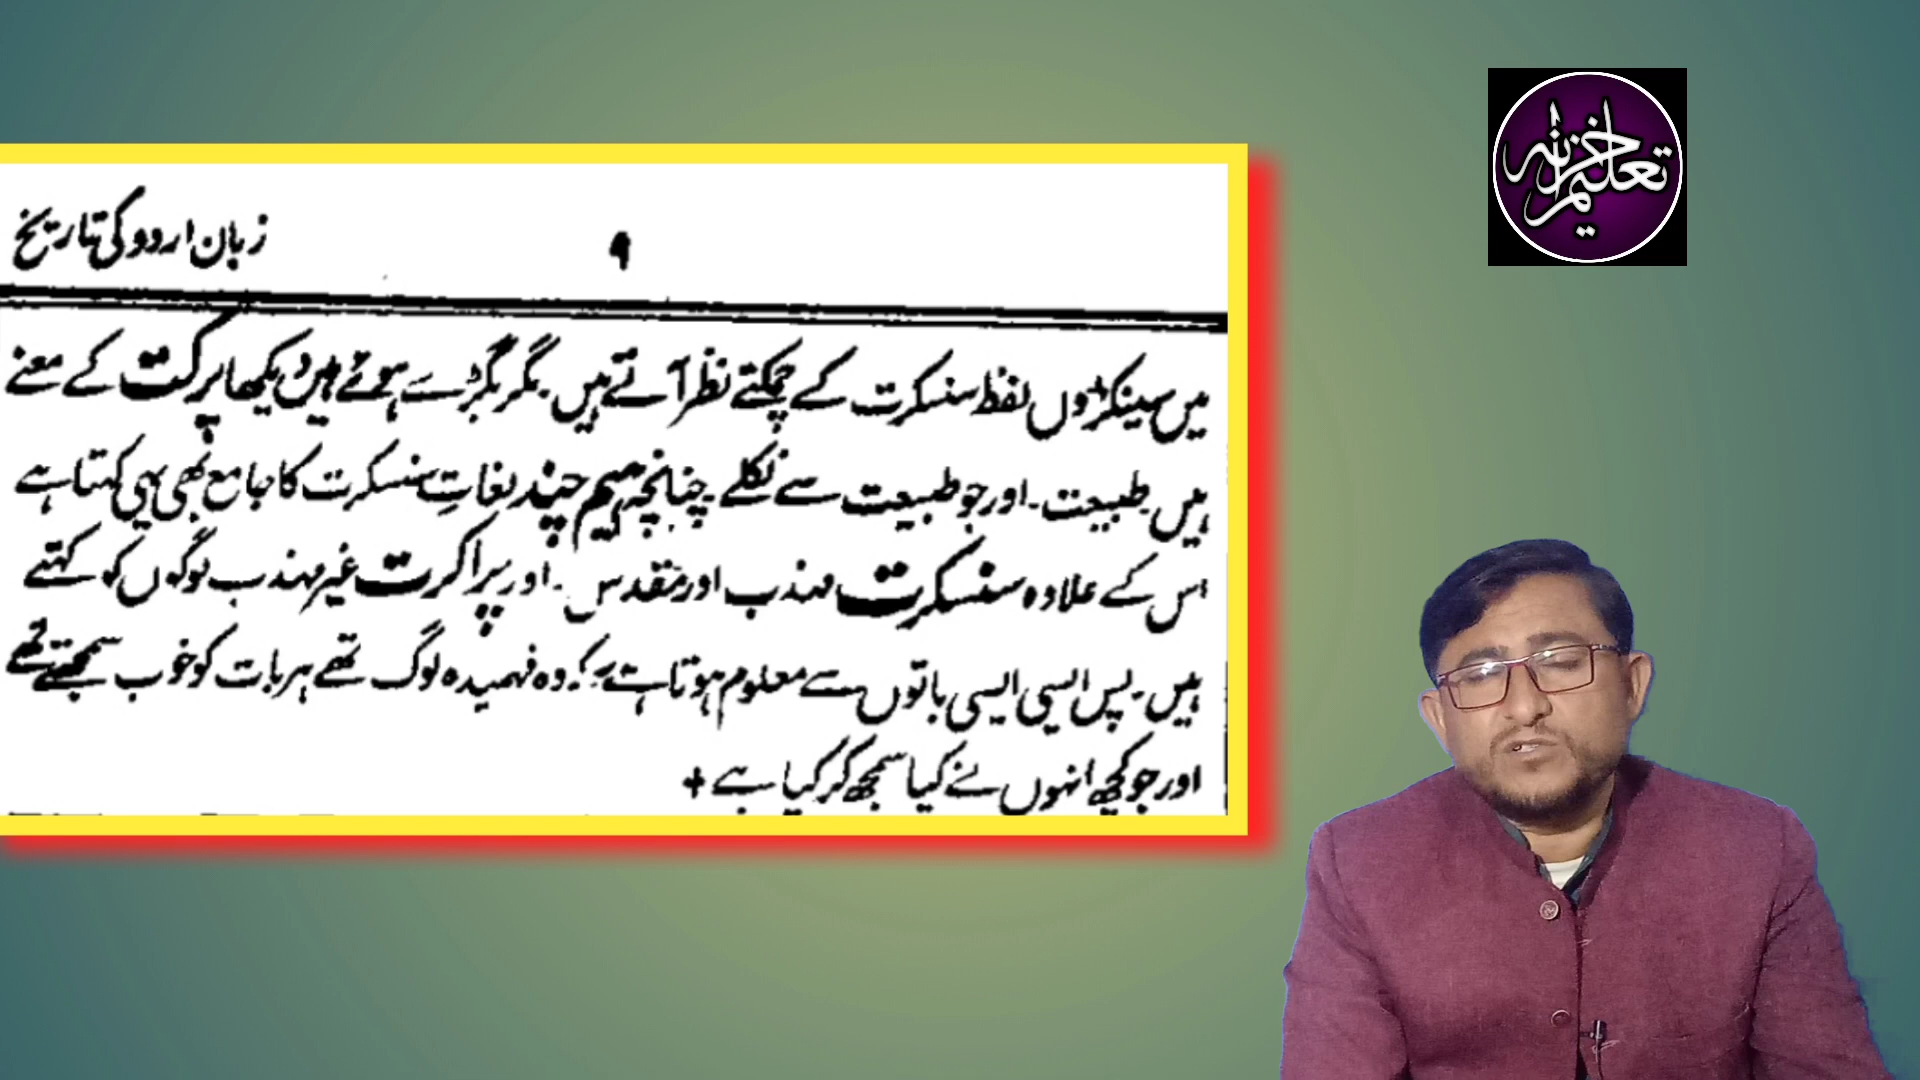 زبان اردو کی تاریخ
۹
میں سینکڑوں لفظ سنسکرت کے چمکتے نظر آتے ہیں۔ مگر بگڑے ہوئے ہیں دیکھا پرکت کے معنے
ہیں۔ طبیعت۔ اور جو طبیعت سے نکلے۔ چنانچہ ہیم چند لغاتِ سنسکرت کا جامع بھی یہی کہتا ہے
اس کے علاوہ سنسکرت مہذب اور مقدس۔ اور پراکرت غیر مہذب لوگوں کو کہتے
ہیں۔ پس ایسی ایسی باتوں سے معلوم ہوتا ہے کہ وہ فہمیدہ لوگ تھے ہر بات کو خوب سمجھتے تھے
اور جو کچھ انہوں نے کیا سمجھ کر کیا ہے +
تعلیم خزانہ